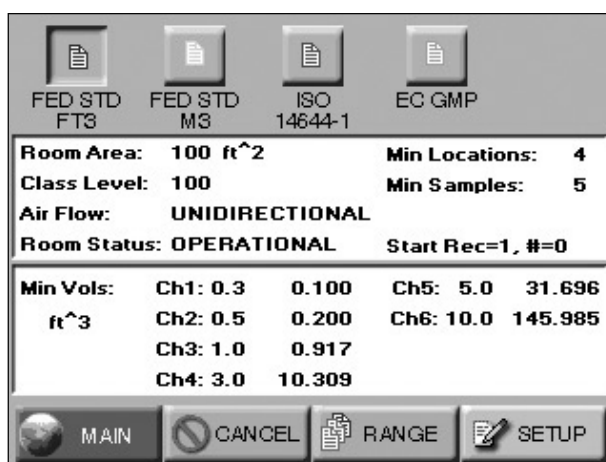 FED STD FT3
FED STD M3
ISO 14644-1
EC GMP
Room Area: 100 ft^2 Min Locations: 4
Class Level: 100 Min Samples: 5
Air Flow: UNIDIRECTIONAL
Room Status: OPERATIONAL Start Rec=1, #=0
Min Vols: Ch1: 0.3 0.100 Ch5: 5.0 31.696
ft^3 Ch2: 0.5 0.200 Ch6: 10.0 145.985
Ch3: 1.0 0.917
Ch4: 3.0 10.309
MAIN CANCEL RANGE SETUP